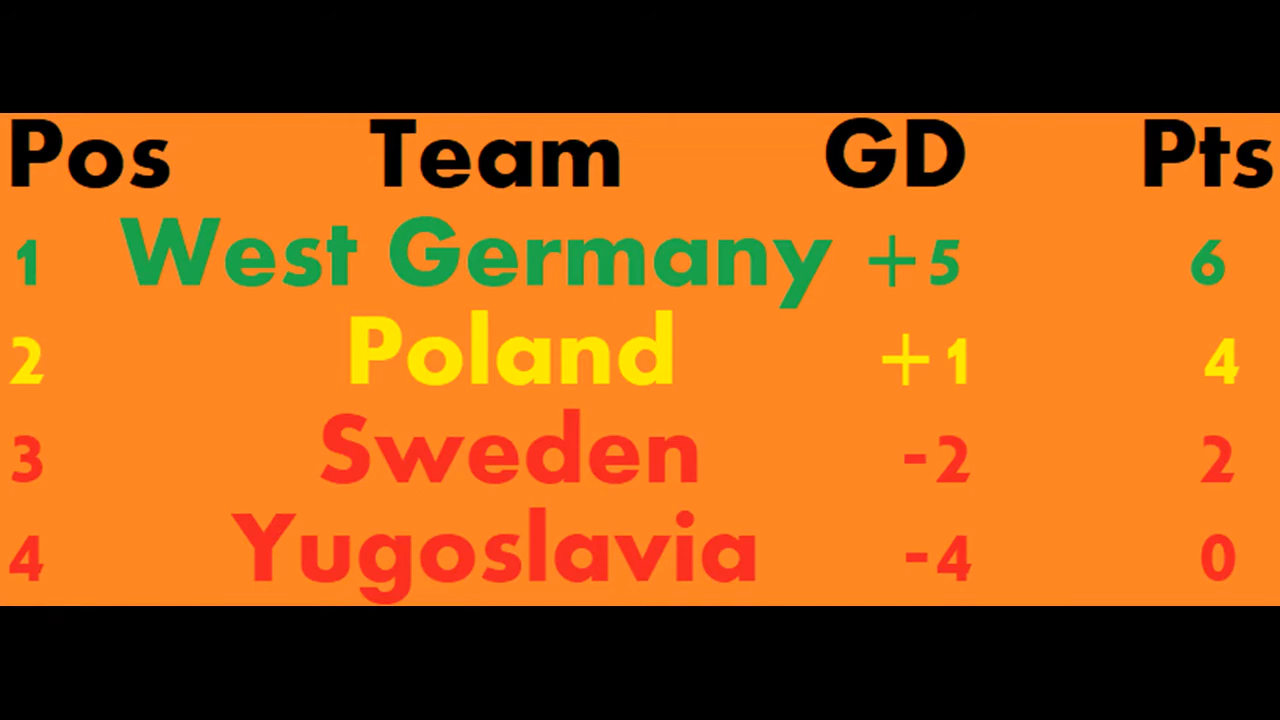 Pos Team GD Pts
1 West Germany +5 6
2 Poland +1 4
3 Sweden -2 2
4 Yugoslavia -4 0